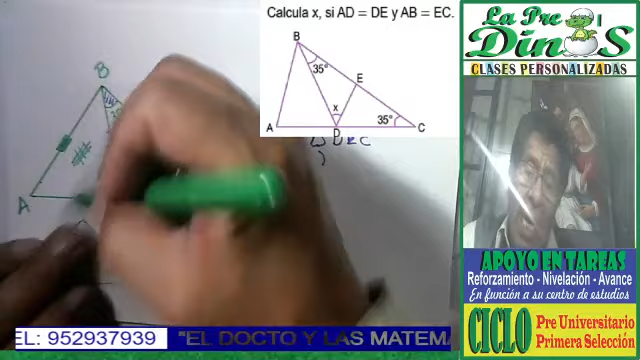 Calcula x, si AD = DE y AB = EC.
B
35°
E
x
35°
A
D
C
B
A
D E C
La Pre
DinoS
CLASES PERSONALIZADAS
APOYO EN TAREAS
Reforzamiento - Nivelación - Avance
En función a su centro de estudios
CICLO
Pre Universitario
Primera Selección
EL: 952937939
"EL DOCTO Y LAS MATEMA